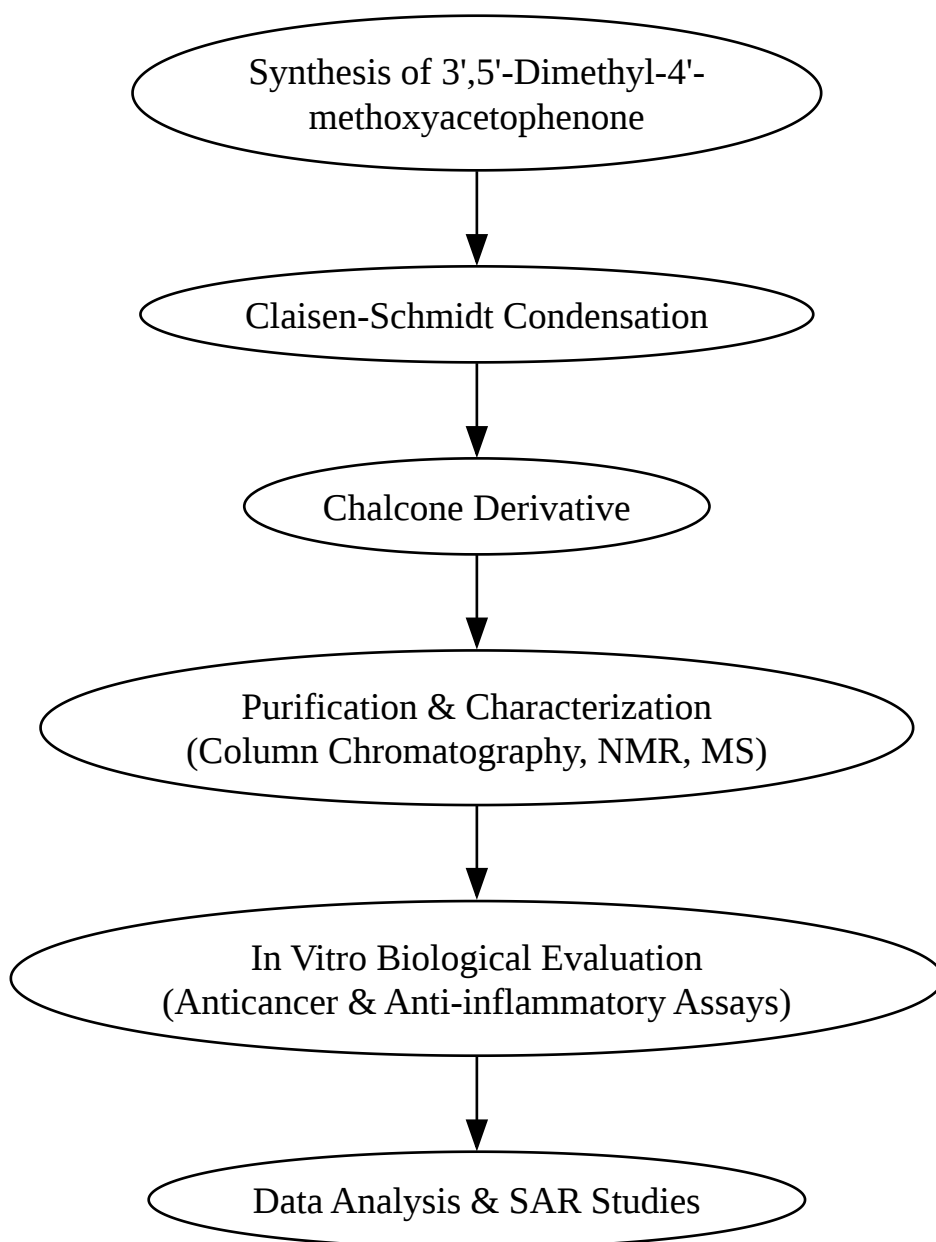 Synthesis of 3',5'-Dimethyl-4'-
methoxyacetophenone
Claisen-Schmidt Condensation
Chalcone Derivative
Purification & Characterization
(Column Chromatography, NMR, MS)
In Vitro Biological Evaluation
(Anticancer & Anti-inflammatory Assays)
Data Analysis & SAR Studies